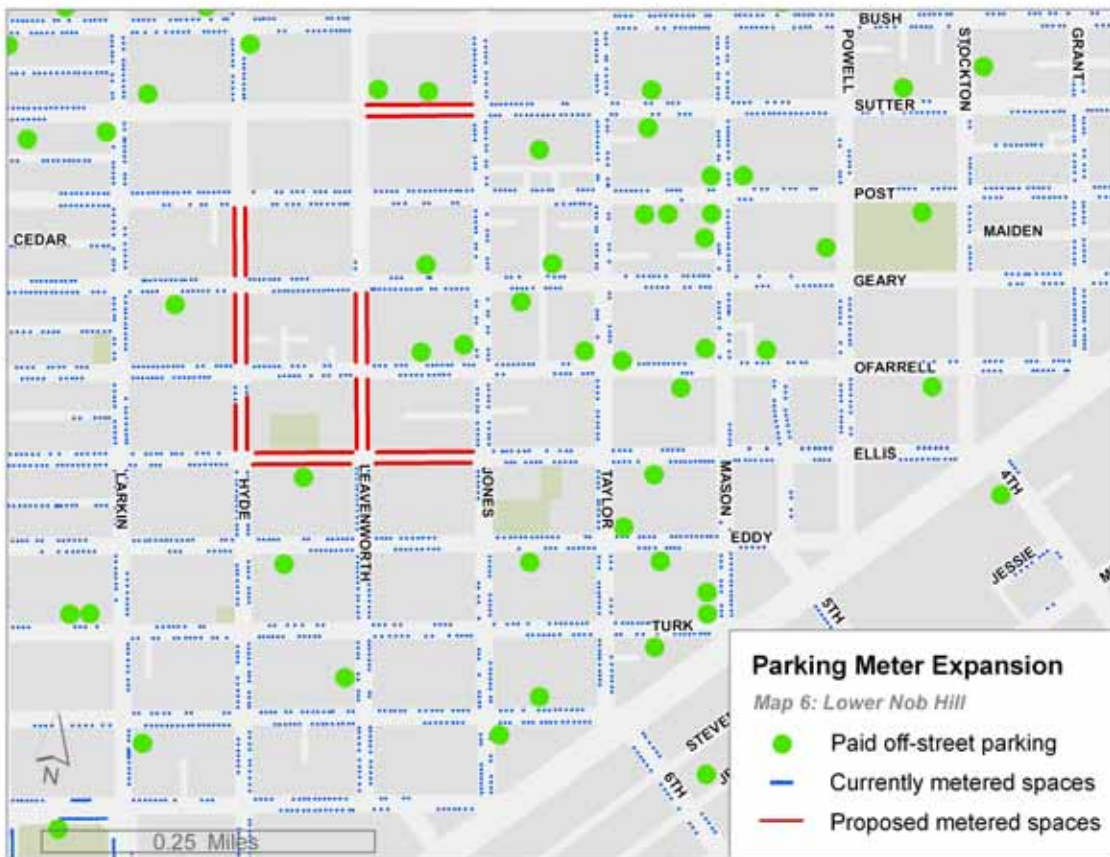 BUSH
POWELL
STOCKTON
GRANT
SUTTER
POST
CEDAR
MAIDEN
GEARY
OFARRELL
ELLIS
LARKIN
HYDE
LEAVENWORTH
JONES
TAYLOR
MASON
4TH
EDDY
JESSIE
5TH
TURK
STEVE
6TH
N
0.25 Miles
Parking Meter Expansion
Map 6: Lower Nob Hill
Paid off-street parking
Currently metered spaces
Proposed metered spaces